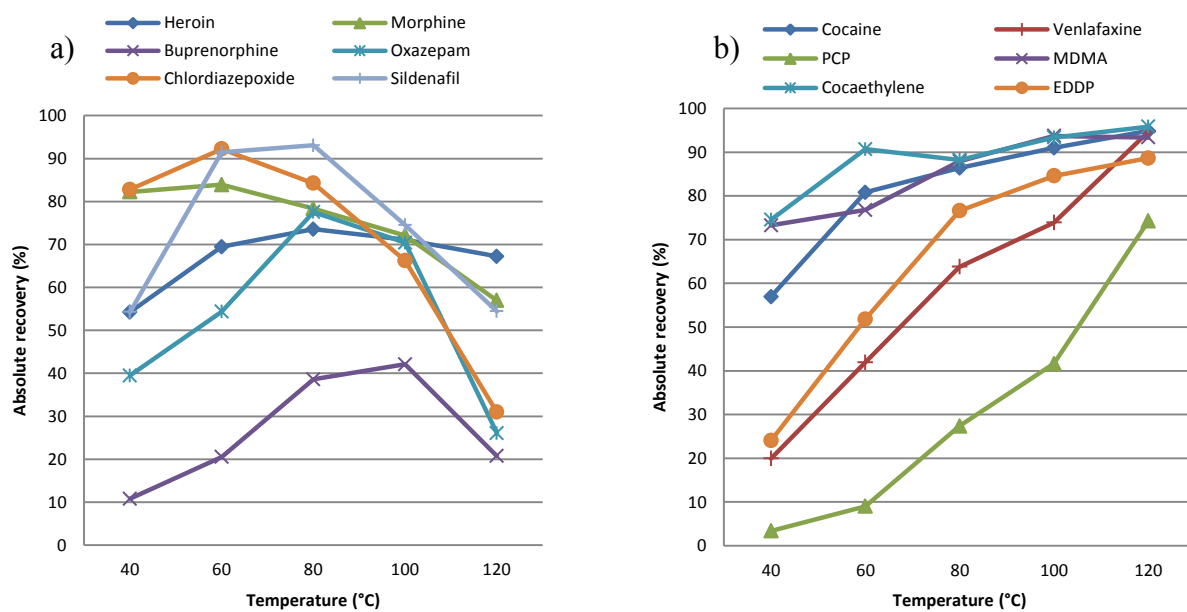 a)
Heroin Morphine
Buprenorphine Oxazepam
Chlordiazepoxide Sildenafil
100
90
80
70
60
50
40
30
20
10
0
Absolute recovery (%)
40 60 80 100 120
Temperature (°C)
b)
Cocaine Venlafaxine
PCP MDMA
Cocaethylene EDDP
100
90
80
70
60
50
40
30
20
10
0
Absolute recovery (%)
40 60 80 100 120
Temperature (°C)